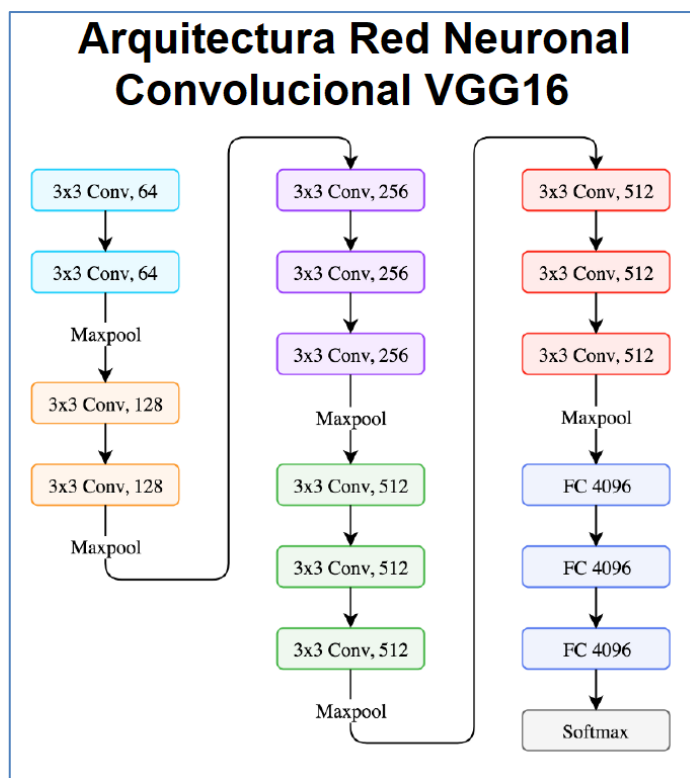 Arquitectura Red Neuronal
Convolucional VGG16
3x3 Conv, 64
3x3 Conv, 64
Maxpool
3x3 Conv, 128
3x3 Conv, 128
Maxpool
3x3 Conv, 256
3x3 Conv, 256
3x3 Conv, 256
Maxpool
3x3 Conv, 512
3x3 Conv, 512
3x3 Conv, 512
Maxpool
3x3 Conv, 512
3x3 Conv, 512
3x3 Conv, 512
Maxpool
FC 4096
FC 4096
FC 4096
Softmax